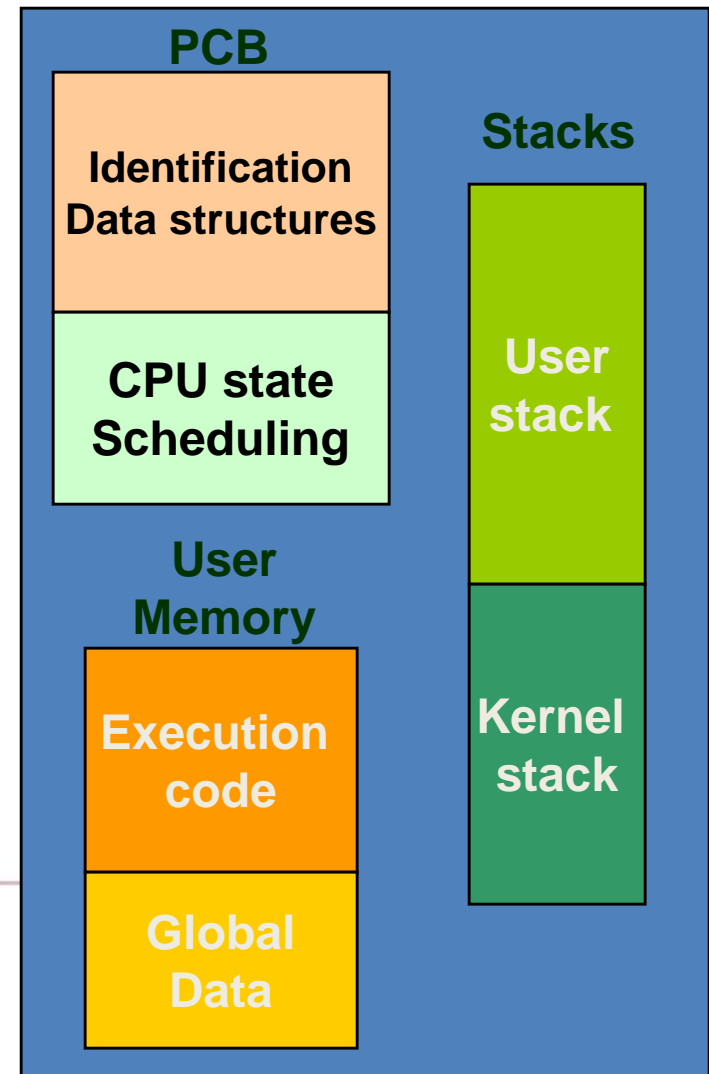 PCB
Identification
Data structures
CPU state
Scheduling
User
Memory
Execution
code
Global
Data
Stacks
User
stack
Kernel
stack